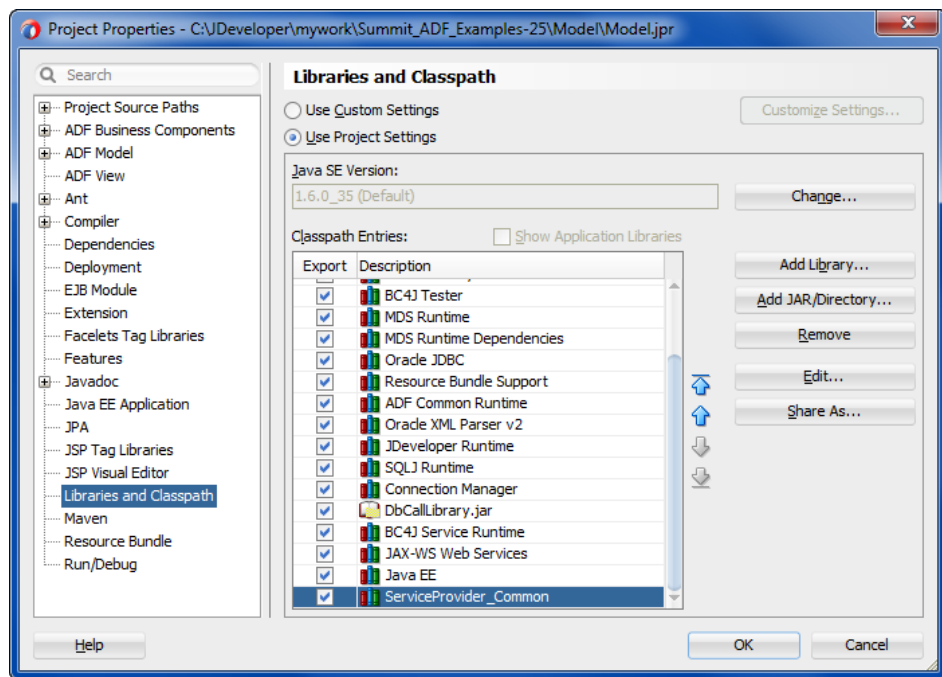 Project Properties - C:\JDeveloper\mywork\Summit_ADF_Examples-25\Model\Model.jpr
Search
Project Source Paths
ADF Business Components
ADF Model
ADF View
Ant
Compiler
Dependencies
Deployment
EJB Module
Extension
Facelets Tag Libraries
Features
Javadoc
Java EE Application
JPA
JSP Tag Libraries
JSP Visual Editor
Libraries and Classpath
Maven
Resource Bundle
Run/Debug
Libraries and Classpath
Use Custom Settings
Customize Settings...
Use Project Settings
Java SE Version:
1.6.0_35 (Default)
Change...
Classpath Entries:
Show Application Libraries
Export Description
BC4J Tester
MDS Runtime
MDS Runtime Dependencies
Oracle JDBC
Resource Bundle Support
ADF Common Runtime
Oracle XML Parser v2
JDeveloper Runtime
SQLJ Runtime
Connection Manager
DbCallLibrary.jar
BC4J Service Runtime
JAX-WS Web Services
Java EE
ServiceProvider_Common
Add Library...
Add JAR/Directory...
Remove
Edit...
Share As...
Help
OK
Cancel